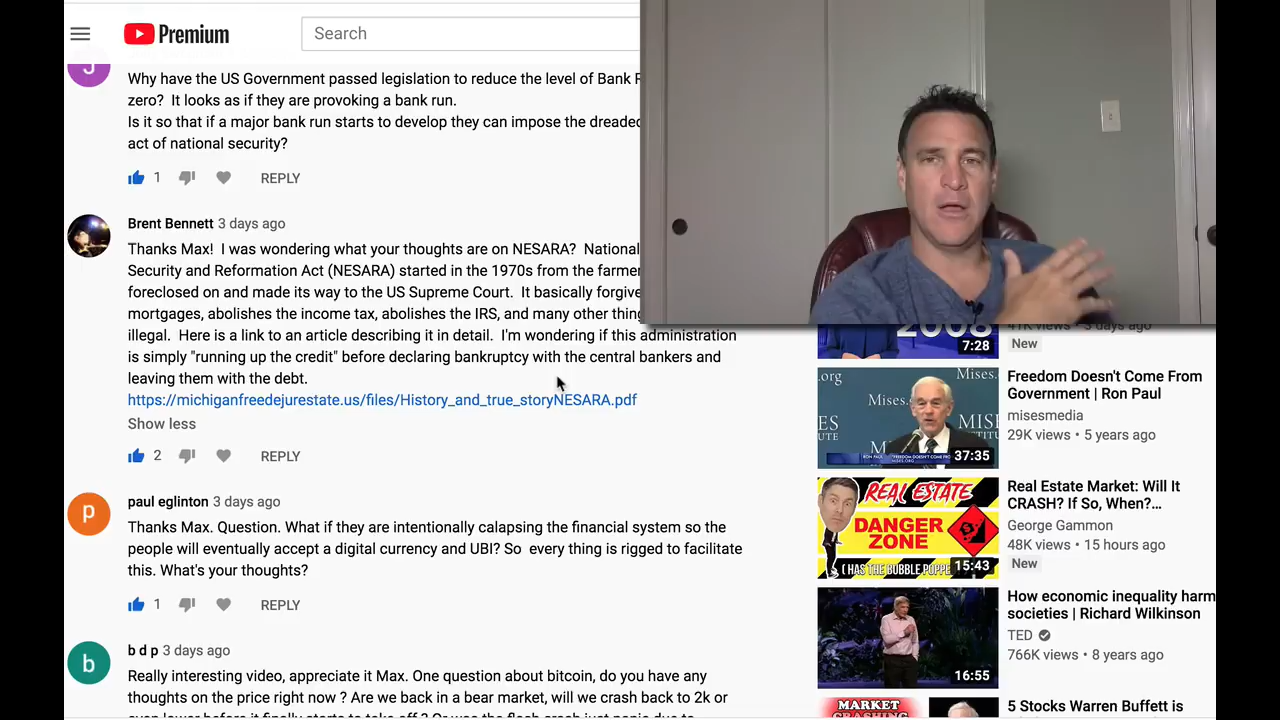 Premium
Search
J
Why have the US Government passed legislation to reduce the level of Bank
zero? It looks as if they are provoking a bank run.
Is it so that if a major bank run starts to develop they can impose the dreaded
act of national security?
1
REPLY
Brent Bennett 3 days ago
Thanks Max! I was wondering what your thoughts are on NESARA? National
Security and Reformation Act (NESARA) started in the 1970s from the
foreclosed on and made its way to the US Supreme Court. It basically
mortgages, abolishes the income tax, abolishes the IRS, and many other
illegal. Here is a link to an article describing it in detail. I'm wondering if this administration
is simply "running up the credit" before declaring bankruptcy with the central bankers and
leaving them with the debt.
https://michiganfreedejurestate.us/files/History_and_true_storyNESARA.pdf
Show less
2
REPLY
p
paul eglinton 3 days ago
Thanks Max. Question. What if they are intentionally calapsing the financial system so the
people will eventually accept a digital currency and UBI? So every thing is rigged to facilitate
this. What's your thoughts?
1
REPLY
b
b d p 3 days ago
Really interesting video, appreciate it Max. One question about bitcoin, do you have any
thoughts on the price right now ? Are we back in a bear market, will we crash back to 2k or
2008
7:28
41K views • 3 days ago
New
.org
Mises.
Mises
37:35
Freedom Doesn't Come From
Government | Ron Paul
misesmedia
29K views • 5 years ago
REAL ESTATE
DANGER
ZONE
15:43
Real Estate Market: Will It
CRASH? If So, When?...
George Gammon
48K views • 15 hours ago
New
16:55
How economic inequality harm
societies | Richard Wilkinson
TED
766K views • 8 years ago
MARKET
5 Stocks Warren Buffett is